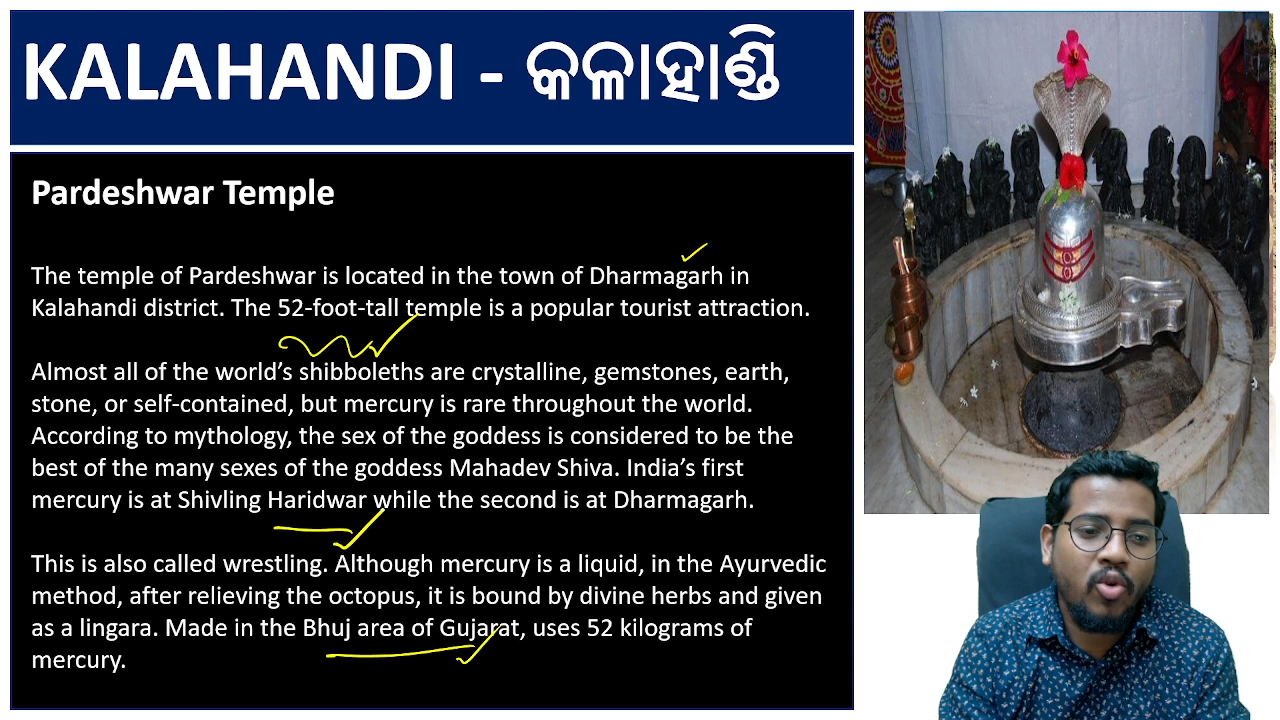 KALAHANDI - କଳାହାଣ୍ଡି
Pardeshwar Temple
The temple of Pardeshwar is located in the town of Dharmagarh in
Kalahandi district. The 52-foot-tall temple is a popular tourist attraction.
Almost all of the world’s shibboleths are crystalline, gemstones, earth,
stone, or self-contained, but mercury is rare throughout the world.
According to mythology, the sex of the goddess is considered to be the
best of the many sexes of the goddess Mahadev Shiva. India’s first
mercury is at Shivling Haridwar while the second is at Dharmagarh.
This is also called wrestling. Although mercury is a liquid, in the Ayurvedic
method, after relieving the octopus, it is bound by divine herbs and given
as a lingara. Made in the Bhuj area of Gujarat, uses 52 kilograms of
mercury.